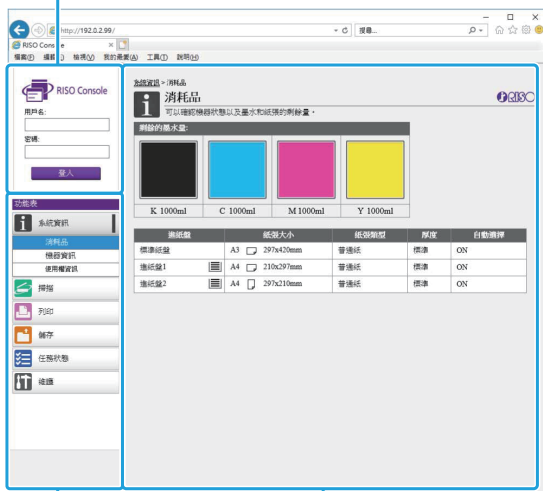 http://192.0.2.99/
搜尋...
RISO Console
檔案(F) 編輯(E) 檢視(V) 我的最愛(A) 工具(T) 說明(H)
RISO Console
用戶名:
密碼:
登入
功能表
系統資訊
消耗品
機器資訊
使用權資訊
掃描
列印
儲存
任務狀態
維護
系統資訊 > 消耗品
消耗品
RISO
可以確認機器狀態以及墨水和紙張的剩餘量。
剩餘的墨水量:
K 1000ml C 1000ml M 1000ml Y 1000ml
進紙盤 紙張大小 紙張類型 厚度 自動選擇
標準紙盤 A3 297x420mm 普通紙 標準 ON
進紙盤1 A4 210x297mm 普通紙 標準 ON
進紙盤2 A4 297x210mm 普通紙 標準 ON